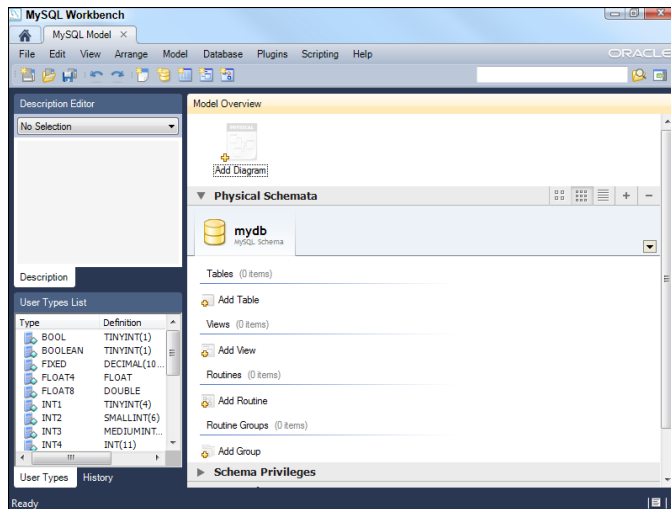 MySQL Workbench
MySQL Model
File Edit View Arrange Model Database Plugins Scripting Help
ORACLE
Description Editor
No Selection
Description
User Types List
Type Definition
BOOL TINYINT(1)
BOOLEAN TINYINT(1)
FIXED DECIMAL(10...
FLOAT4 FLOAT
FLOAT8 DOUBLE
INT1 TINYINT(4)
INT2 SMALLINT(6)
INT3 MEDIUMINT...
INT4 INT(11)
User Types History
Model Overview
PHYSICAL
Add Diagram
Physical Schemata
mydb
MySQL Schema
Tables (0 items)
Add Table
Views (0 items)
Add View
Routines (0 items)
Add Routine
Routine Groups (0 items)
Add Group
Schema Privileges
Ready